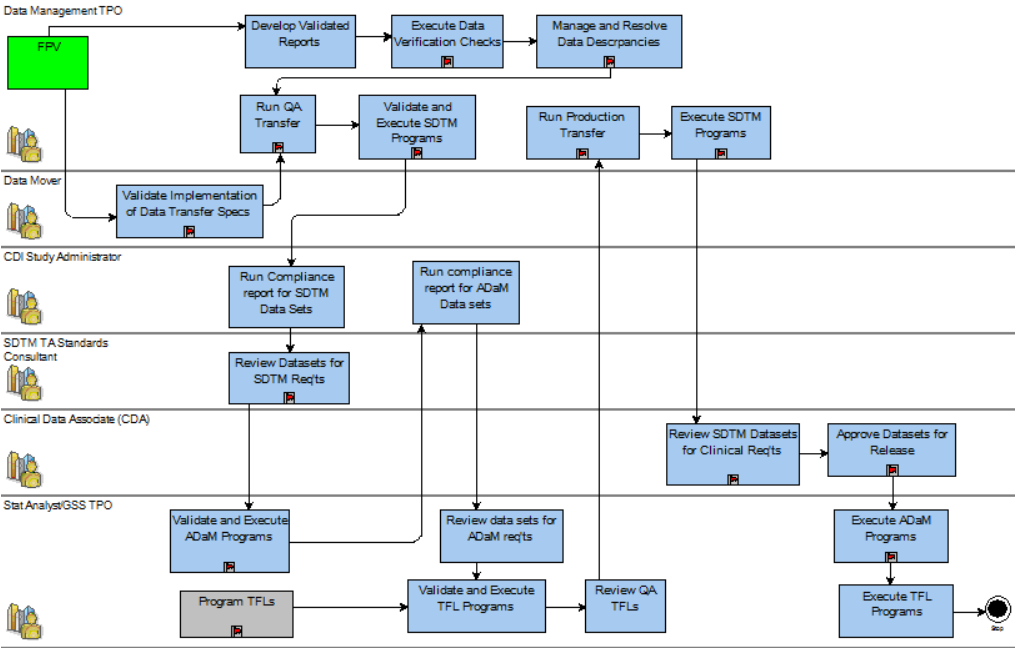 Data Management TPO
FPV
Develop Validated
Reports
Execute Data
Verification Checks
Manage and Resolve
Data Descrpancies
Run QA
Transfer
Validate and
Execute SDTM
Programs
Run Production
Transfer
Execute SDTM
Programs
Data Mover
Validate Implementation
of Data Transfer Specs
CDI Study Administrator
Run Compliance
report for SDTM
Data Sets
Run compliance
report for ADaM
Data sets
SDTM TA Standards
Consultant
Review Datasets for
SDTM Req'ts
Clinical Data Associate (CDA)
Review SDTM Datasets
for Clinical Req'ts
Approve Datasets for
Release
Stat Analyst/GSS TPO
Validate and Execute
ADaM Programs
Review data sets for
ADaM req'ts
Execute ADaM
Programs
Program TFLs
Validate and Execute
TFL Programs
Review QA
TFLs
Execute TFL
Programs
Stop